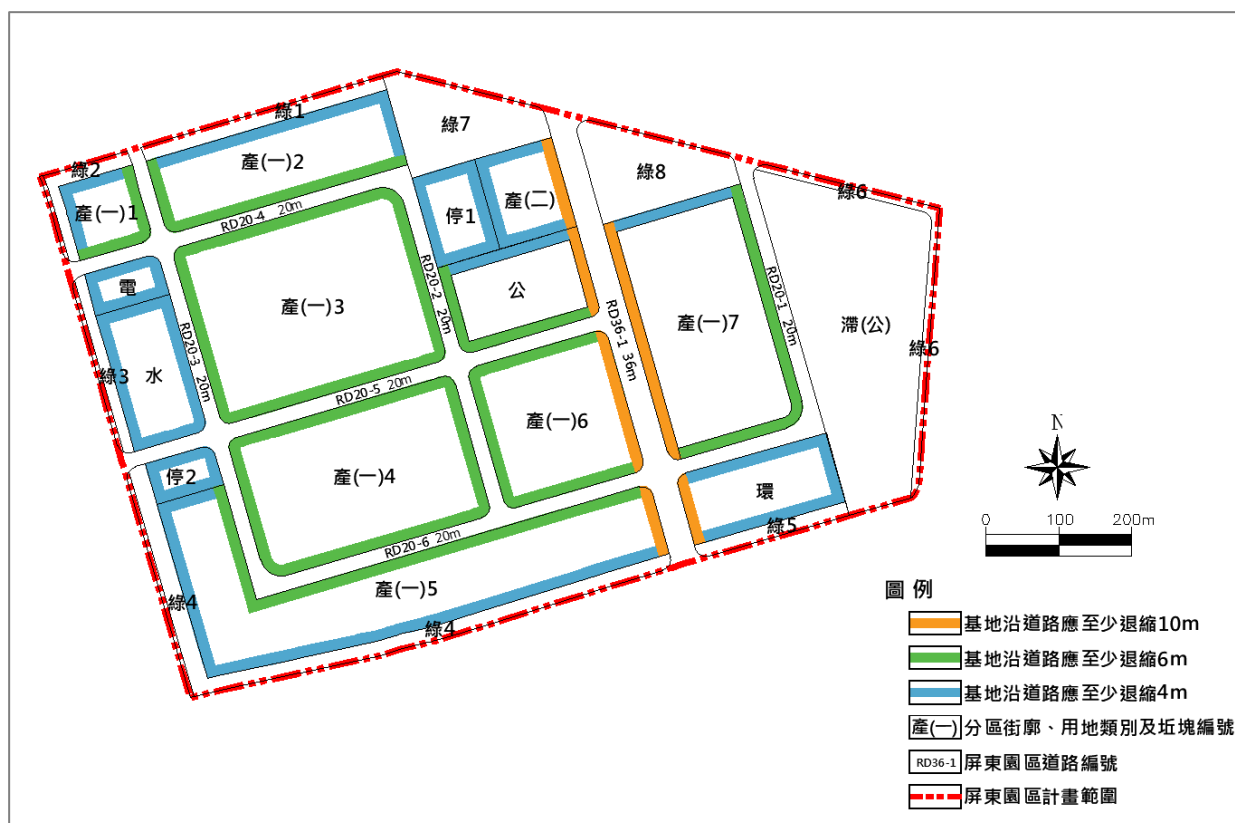 綠1
綠7
綠2
產(一)2
綠8
綠6
產(一)1
停1
產(二)
RD20-4 20m
電
產(一)3
RD20-2 20m
公
RD36-1 36m
產(一)7
RD20-1 20m
滯(公)
綠6
綠3
水
RD20-3 20m
RD20-5 20m
產(一)6
停2
產(一)4
環
綠5
RD20-6 20m
產(一)5
綠4
綠4
N
0 100 200m
圖例
基地沿道路應至少退縮10m
基地沿道路應至少退縮6m
基地沿道路應至少退縮4m
產(一) 分區街廓、用地類別及坵塊編號
RD36-1 屏東園區道路編號
屏東園區計畫範圍